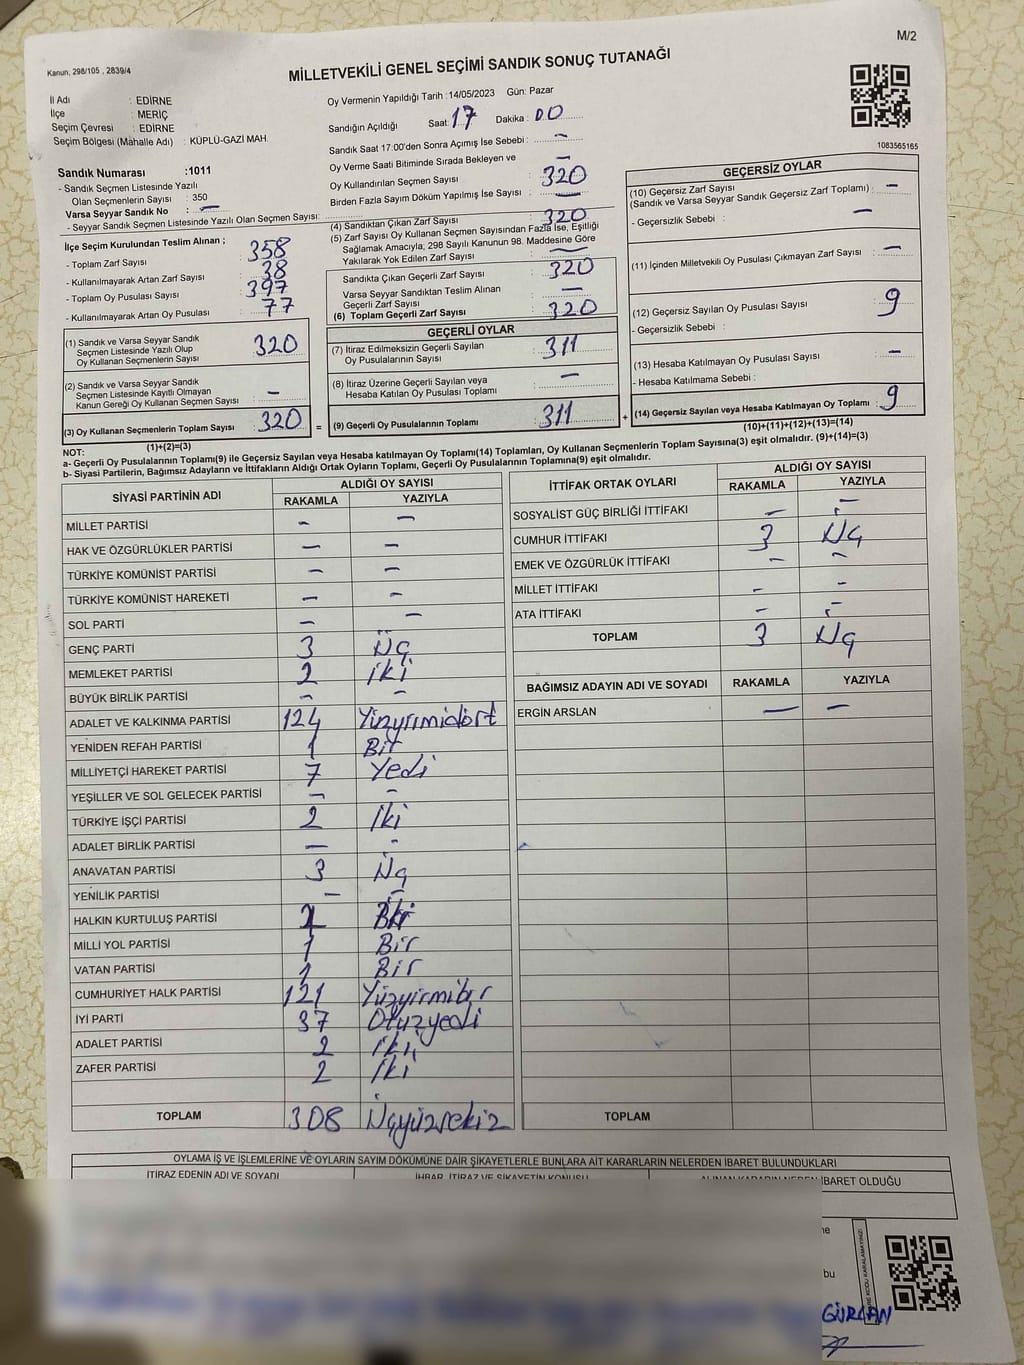 M/2
Kanun, 298/105 , 2839/4
MİLLETVEKİLİ GENEL SEÇİMİ SANDIK SONUÇ TUTANAĞI
İl Adı : EDİRNE
İlçe : MERİÇ
Seçim Çevresi : EDİRNE
Seçim Bölgesi (Mahalle Adı) : KÜPLÜ-GAZİ MAH.
Sandık Numarası :1011
- Sandık Seçmen Listesinde Yazılı
Olan Seçmenlerin Sayısı : 350
Varsa Seyyar Sandık No : -
- Seyyar Sandık Seçmen Listesinde Yazılı Olan Seçmen Sayısı:
Oy Vermenin Yapıldığı Tarih :14/05/2023 Gün: Pazar
Sandığın Açıldığı Saat: 17 Dakika : 00
Sandık Saat 17:00'den Sonra Açımış İse Sebebi : -
Oy Verme Saati Bitiminde Sırada Bekleyen ve -
Oy Kullandırılan Seçmen Sayısı 320
Birden Fazla Sayım Döküm Yapılmış İse Sayısı -
(4) Sandıktan Çıkan Zarf Sayısı 320
(5) Zarf Sayısı Oy Kullanan Seçmen Sayısından Fazla İse, Eşitliği
Sağlamak Amacıyla, 298 Sayılı Kanunun 98. Maddesine Göre
Yakılarak Yok Edilen Zarf Sayısı -
Sandıkta Çıkan Geçerli Zarf Sayısı 320
Varsa Seyyar Sandıktan Teslim Alınan
Geçerli Zarf Sayısı -
(6) Toplam Geçerli Zarf Sayısı 320
İlçe Seçim Kurulundan Teslim Alınan ;
- Toplam Zarf Sayısı 358
- Kullanılmayarak Artan Zarf Sayısı 38
- Toplam Oy Pusulası Sayısı 397
- Kullanılmayarak Artan Oy Pusulası 77
(1) Sandık ve Varsa Seyyar Sandık
Seçmen Listesinde Yazılı Olup
Oy Kullanan Seçmenlerin Sayısı 320
(2) Sandık ve Varsa Seyyar Sandık
Seçmen Listesinde Kayıtlı Olmayan
Kanun Gereği Oy Kullanan Seçmen Sayısı -
(3) Oy Kullanan Seçmenlerin Toplam Sayısı 320 =
(1)+(2)=(3)
GEÇERLİ OYLAR
(7) İtiraz Edilmeksizin Geçerli Sayılan
Oy Pusulalarının Sayısı 311
(8) İtiraz Üzerine Geçerli Sayılan veya
Hesaba Katılan Oy Pusulası Toplamı -
(9) Geçerli Oy Pusulalarının Toplamı 311 +
1083565165
GEÇERSİZ OYLAR
(10) Geçersiz Zarf Sayısı -
(Sandık ve Varsa Seyyar Sandık Geçersiz Zarf Toplamı) :
- Geçersizlik Sebebi : -
(11) İçinden Milletvekili Oy Pusulası Çıkmayan Zarf Sayısı : -
(12) Geçersiz Sayılan Oy Pusulası Sayısı : 9
- Geçersizlik Sebebi :
(13) Hesaba Katılmayan Oy Pusulası Sayısı : -
- Hesaba Katılmama Sebebi :
(14) Geçersiz Sayılan veya Hesaba Katılmayan Oy Toplamı : 9
(10)+(11)+(12)+(13)=(14)
NOT:
a- Geçerli Oy Pusulalarının Toplamı(9) ile Geçersiz Sayılan veya Hesaba katılmayan Oy Toplamı(14) Toplamları, Oy Kullanan Seçmenlerin Toplam Sayısına(3) eşit olmalıdır. (9)+(14)=(3)
b- Siyasi Partilerin, Bağımsız Adayların ve İttifakların Aldığı Ortak Oyların Toplamı, Geçerli Oy Pusulalarının Toplamına(9) eşit olmalıdır.
SİYASİ PARTİNİN ADI ALDIĞI OY SAYISI
RAKAMLA YAZIYLA
MİLLET PARTİSİ - -
HAK VE ÖZGÜRLÜKLER PARTİSİ - -
TÜRKİYE KOMÜNİST PARTİSİ - -
TÜRKİYE KOMÜNİST HAREKETİ - -
SOL PARTİ - -
GENÇ PARTİ 3 Üç
MEMLEKET PARTİSİ 2 iki
BÜYÜK BİRLİK PARTİSİ - -
ADALET VE KALKINMA PARTİSİ 124 Yüzyirmidört
YENİDEN REFAH PARTİSİ 1 Bir
MİLLİYETÇİ HAREKET PARTİSİ 7 Yedi
YEŞİLLER VE SOL GELECEK PARTİSİ - -
TÜRKİYE İŞÇİ PARTİSİ 2 İki
ADALET BİRLİK PARTİSİ - -
ANAVATAN PARTİSİ 3 Üç
YENİLİK PARTİSİ - -
HALKIN KURTULUŞ PARTİSİ
MİLLİ YOL PARTİSİ 1 Bir
VATAN PARTİSİ 1 Bir
CUMHURİYET HALK PARTİSİ 121 Yüzyirmibir
İYİ PARTİ 37 Otuzyedi
ADALET PARTİSİ 2 iki
ZAFER PARTİSİ 2 İki
TOPLAM 308 Üçyüzsekiz
İTTİFAK ORTAK OYLARI ALDIĞI OY SAYISI
RAKAMLA YAZIYLA
SOSYALİST GÜÇ BİRLİĞİ İTTİFAKI - -
CUMHUR İTTİFAKI 3 Üç
EMEK VE ÖZGÜRLÜK İTTİFAKI - -
MİLLET İTTİFAKI - -
ATA İTTİFAKI - -
TOPLAM 3 Üç
BAĞIMSIZ ADAYIN ADI VE SOYADI RAKAMLA YAZIYLA
ERGİN ARSLAN - -
TOPLAM
OYLAMA İŞ VE İŞLEMLERİNE VE OYLARIN SAYIM DÖKÜMÜNE DAİR ŞİKAYETLERLE BUNLARA AİT KARARLARIN NELERDEN İBARET BULUNDUKLARI
İTİRAZ EDENİN ADI VE SOYADI İHBAR, İTİRAZ VE ŞİKAYETİN KONUSU ALINAN KARARIN NEDEN İBARET OLDUĞU
ne
bu
GÜRCAN